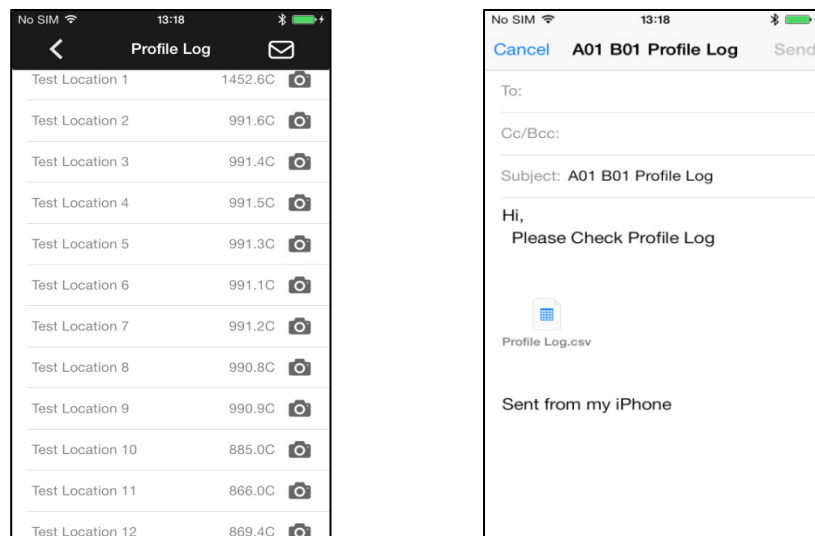 No SIM 13:18
Profile Log
Test Location 1 1452.6C
Test Location 2 991.6C
Test Location 3 991.4C
Test Location 4 991.5C
Test Location 5 991.3C
Test Location 6 991.1C
Test Location 7 991.2C
Test Location 8 990.8C
Test Location 9 990.9C
Test Location 10 885.0C
Test Location 11 866.0C
Test Location 12 869.4C
No SIM 13:18
Cancel A01 B01 Profile Log Send
To:
Cc/Bcc:
Subject: A01 B01 Profile Log
Hi,
Please Check Profile Log
Profile Log.csv
Sent from my iPhone